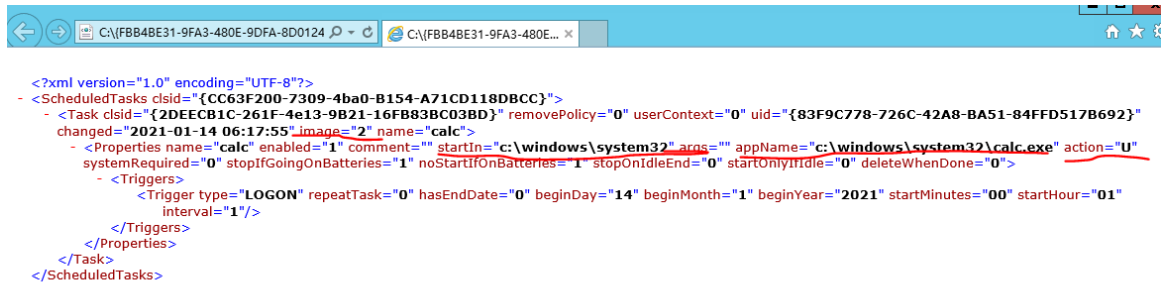 C:\{FBB4BE31-9FA3-480E-9DFA-8D0124
C:\{FBB4BE31-9FA3-480E...
<?xml version="1.0" encoding="UTF-8"?>
- <ScheduledTasks clsid="{CC63F200-7309-4ba0-B154-A71CD118DBCC}">
- <Task clsid="{2DEECB1C-261F-4e13-9B21-16FB83BC03BD}" removePolicy="0" userContext="0" uid="{83F9C778-726C-42A8-BA51-84FFD517B692}"
changed="2021-01-14 06:17:55" image="2" name="calc">
- <Properties name="calc" enabled="1" comment="" startIn="c:\windows\system32" args="" appName="c:\windows\system32\calc.exe" action="U"
systemRequired="0" stopIfGoingOnBatteries="1" noStartIfOnBatteries="1" stopOnIdleEnd="0" startOnlyIfIdle="0" deleteWhenDone="0">
- <Triggers>
<Trigger type="LOGON" repeatTask="0" hasEndDate="0" beginDay="14" beginMonth="1" beginYear="2021" startMinutes="00" startHour="01"
interval="1"/>
</Triggers>
</Properties>
</Task>
</ScheduledTasks>